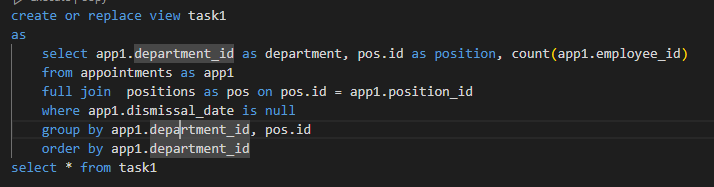 create or replace view task1
as
select app1.department_id as department, pos.id as position, count(app1.employee_id)
from appointments as app1
full join  positions as pos on pos.id = app1.position_id
where app1.dismissal_date is null
group by app1.department_id, pos.id
order by app1.department_id
select * from task1